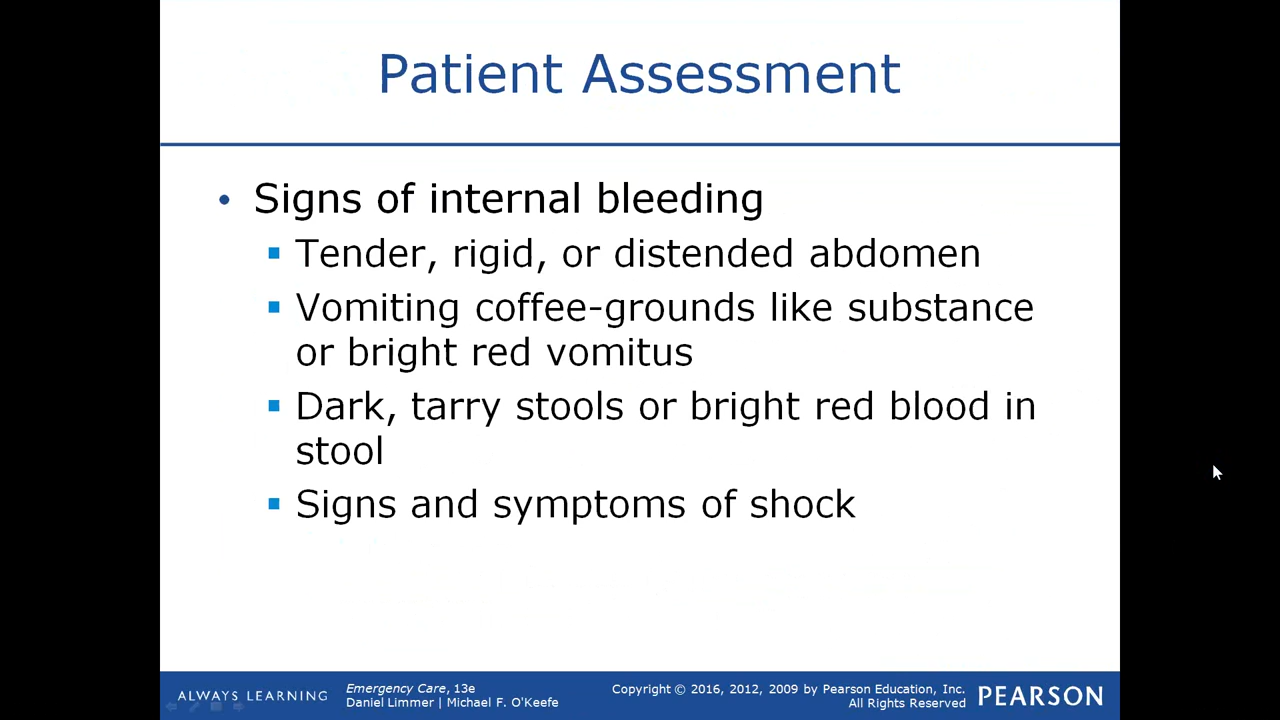 Patient Assessment
• Signs of internal bleeding
▪ Tender, rigid, or distended abdomen
▪ Vomiting coffee-grounds like substance
or bright red vomitus
▪ Dark, tarry stools or bright red blood in
stool
▪ Signs and symptoms of shock
ALWAYS LEARNING
Emergency Care, 13e
Daniel Limmer | Michael F. O'Keefe
Copyright © 2016, 2012, 2009 by Pearson Education, Inc.
All Rights Reserved
PEARSON